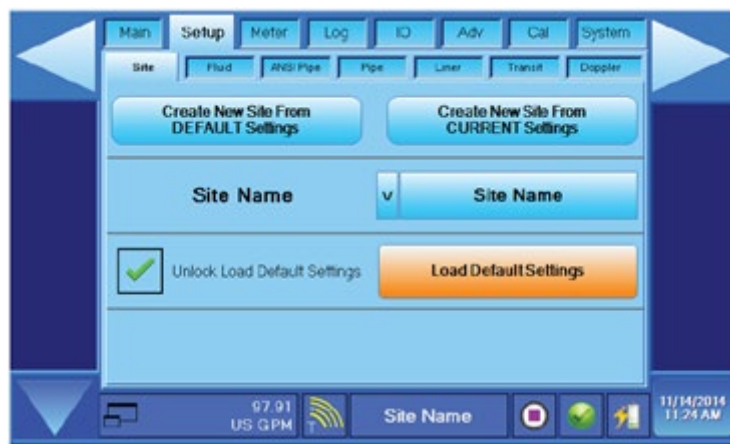 Main Setup Meter Log IO Adv Cal System
Site Fluid ANSI Pipe Pipe Liner Transit Doppler
Create New Site From DEFAULT Settings
Create New Site From CURRENT Settings
Site Name v Site Name
Unlock Load Default Settings Load Default Settings
97.91
US GPM
T
Site Name
11/14/2014
11:24 AM